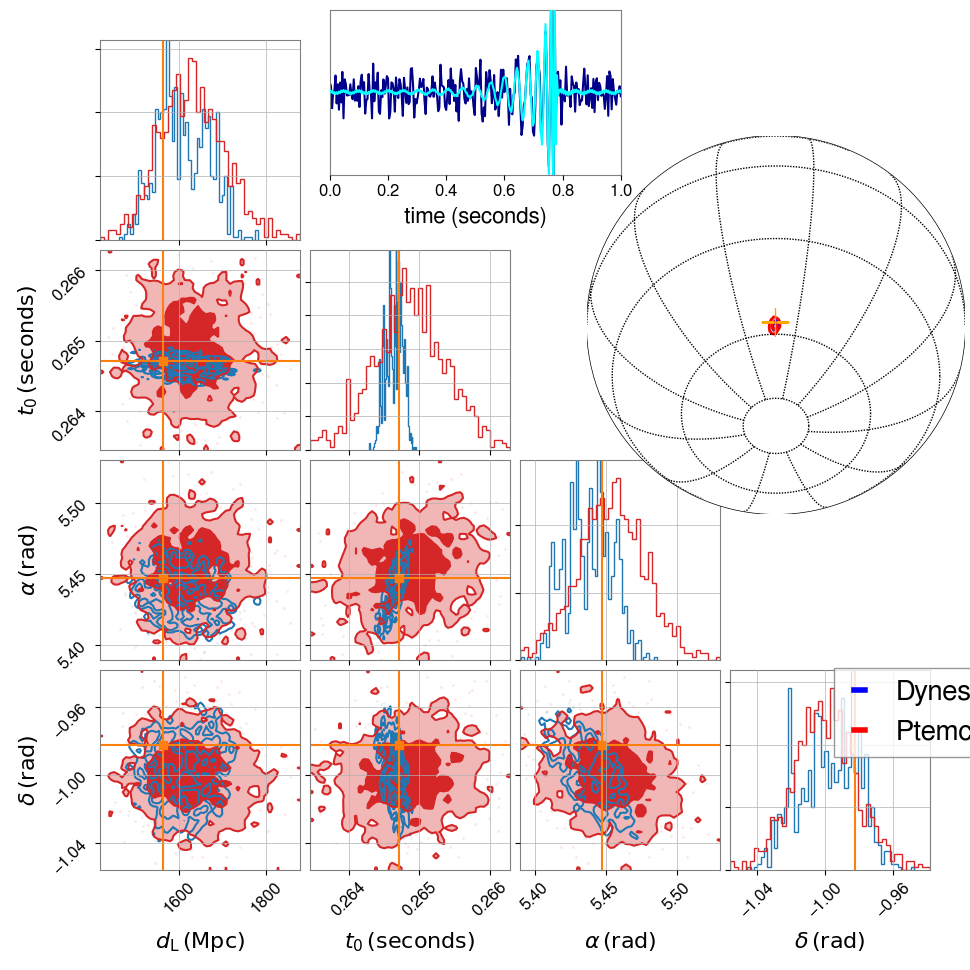 0.0 0.2 0.4 0.6 0.8 1.0
time (seconds)
0.266
0.265
0.264
t₀ (seconds)
5.50
5.45
5.40
α (rad)
−0.96
−1.00
−1.04
δ (rad)
Dynes
Ptemc
1600 1800
0.264 0.265 0.266
5.40 5.45 5.50
−1.04 −1.00 −0.96
d_L (Mpc)
t₀ (seconds)
α (rad)
δ (rad)